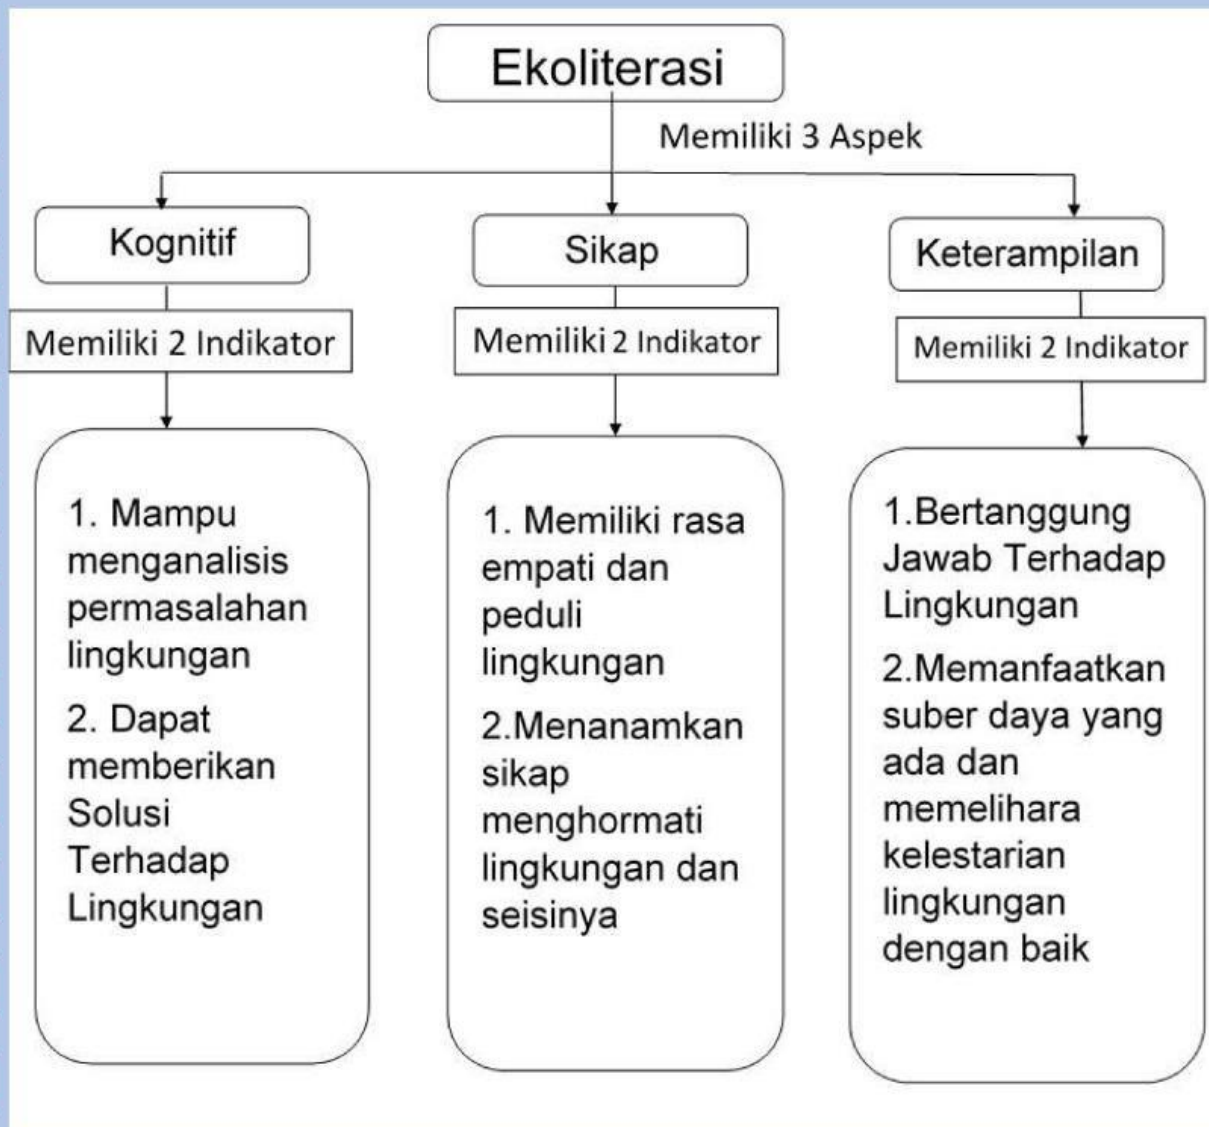 Ekoliterasi
Memiliki 3 Aspek
Kognitif
Memiliki 2 Indikator
1. Mampu
menganalisis
permasalahan
lingkungan
2. Dapat
memberikan
Solusi
Terhadap
Lingkungan
Sikap
Memiliki 2 Indikator
1. Memiliki rasa
empati dan
peduli
lingkungan
2.Menanamkan
sikap
menghormati
lingkungan dan
seisinya
Keterampilan
Memiliki 2 Indikator
1.Bertanggung
Jawab Terhadap
Lingkungan
2.Memanfaatkan
suber daya yang
ada dan
memelihara
kelestarian
lingkungan
dengan baik